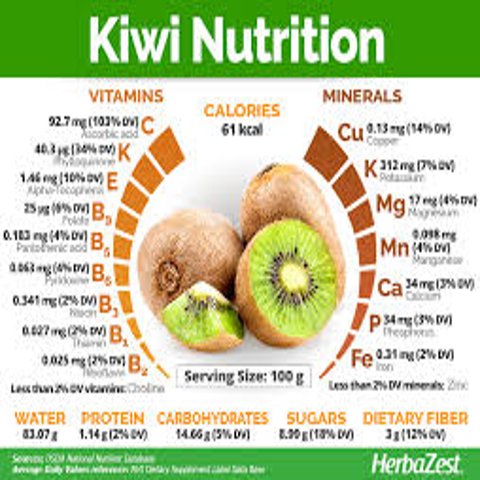 Kiwi Nutrition
VITAMINS
92.7 mg (103% DV) C
Ascorbic acid
40.3 µg (34% DV) K
Phylloquinone
1.46 mg (10% DV) E
Alpha-Tocopherol
25 µg (6% DV) B9
Folate
0.183 mg (4% DV) B5
Pantothenic acid
0.063 mg (4% DV) B6
Pyridoxine
0.341 mg (2% DV) B3
Niacin
0.027 mg (2% DV) B1
Thiamin
0.025 mg (2% DV) B2
Riboflavin
Less than 2% DV vitamins: Choline
CALORIES
61 kcal
MINERALS
Cu 0.13 mg (14% DV)
Copper
K 312 mg (7% DV)
Potassium
Mg 17 mg (4% DV)
Magnesium
Mn 0.098 mg
(4% DV)
Manganese
Ca 34 mg (3% DV)
Calcium
P 34 mg (3% DV)
Phosphorus
Fe 0.31 mg (2% DV)
Iron
Less than 2% DV minerals: Zinc
Serving Size: 100 g
WATER
83.07 g
PROTEIN
1.14 g (2% DV)
CARBOHYDRATES
14.66 g (5% DV)
SUGARS
8.99 g (18% DV)
DIETARY FIBER
3 g (12% DV)
Sources: USDA National Nutrient Database
Average Daily Values reference: NIH Dietary Supplement Label Data Base
HerbaZest